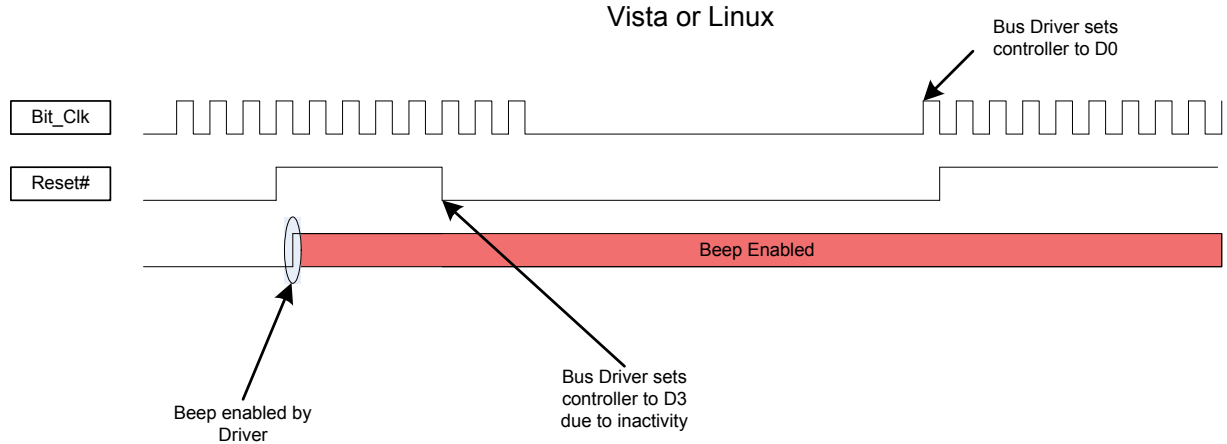 Vista or Linux
Bus Driver sets
controller to D0
Bit_Clk
Reset#
Beep Enabled
Bus Driver sets
controller to D3
due to inactivity
Beep enabled by
Driver